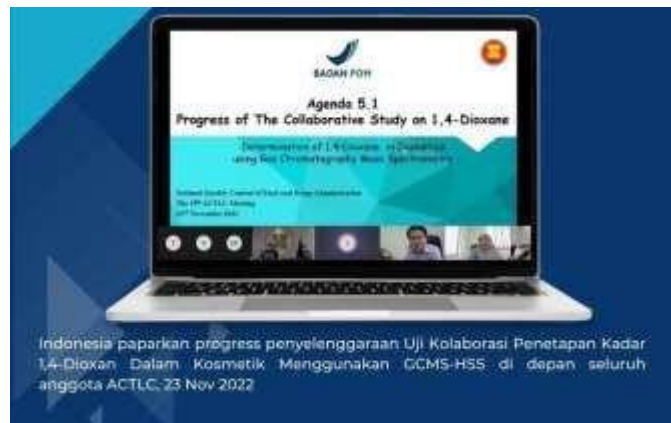 BADAN POM
Agenda 5.1
Progress of The Collaborative Study on 1,4-Dioxane
Determination of 1,4-Dioxane in Cosmetics
using Gas Chromatography Mass Spectrometry
Indonesia paparkan progress penyelenggaraan Uji Kolaborasi Penetapan Kadar
1,4-Dioxan Dalam Kosmetik Menggunakan GCMS-HSS di depan seluruh
anggota ACTLC, 23 Nov 2022